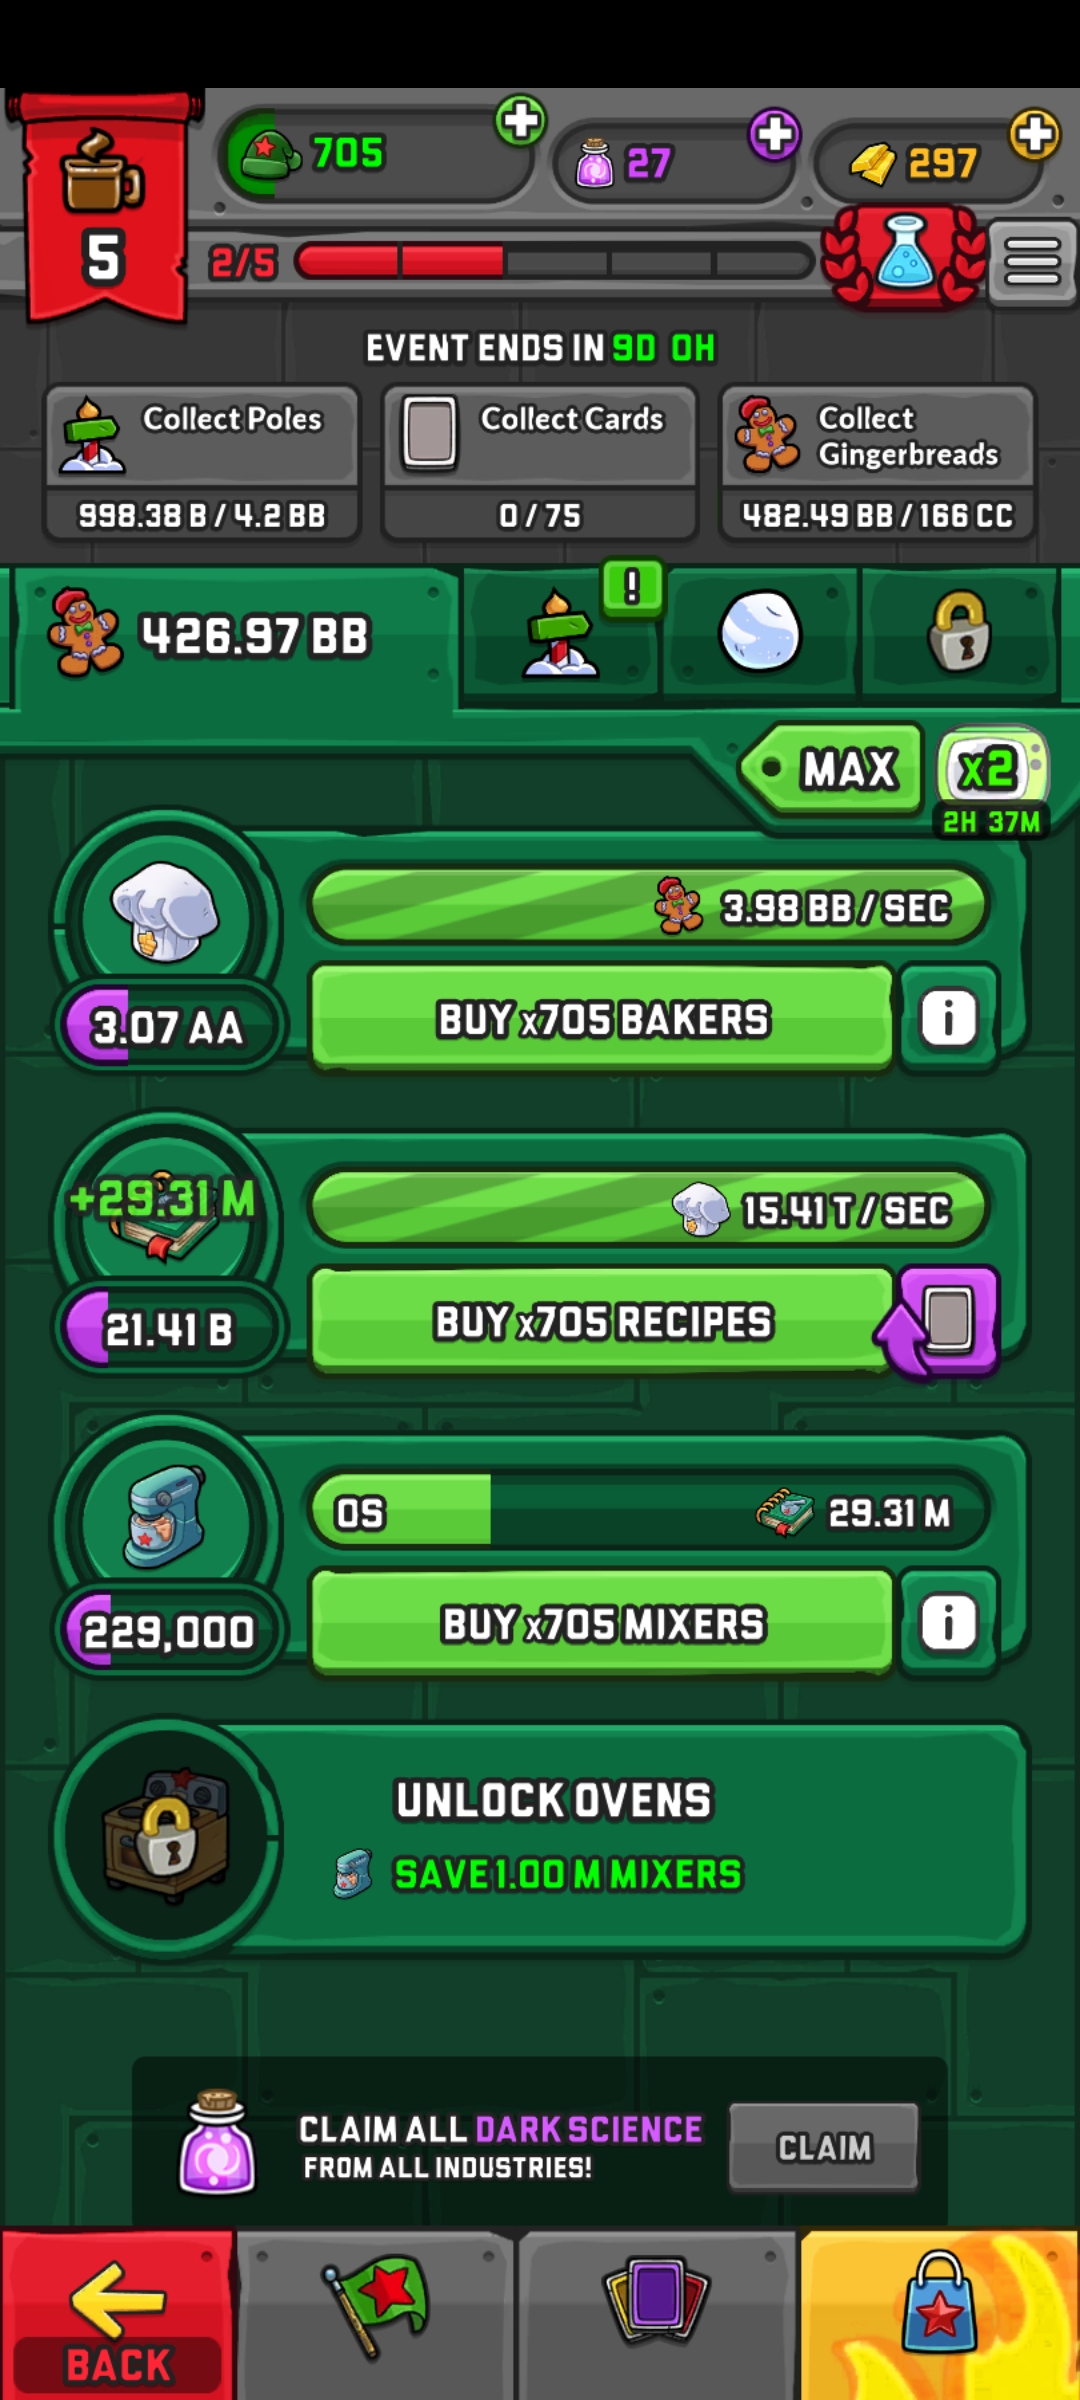 705
27
297
5
2/5
EVENT ENDS IN 9D 0H
Collect Poles
998.38 B / 4.2 BB
Collect Cards
0 / 75
Collect
Gingerbreads
482.49 BB / 166 CC
426.97 BB
!
MAX
x2
2H 37M
3.98 BB / SEC
3.07 AA
BUY x705 BAKERS
i
+29.31 M
15.41 T / SEC
21.41 B
BUY x705 RECIPES
0S
29.31 M
229,000
BUY x705 MIXERS
i
UNLOCK OVENS
SAVE 1.00 M MIXERS
CLAIM ALL DARK SCIENCE
FROM ALL INDUSTRIES!
CLAIM
BACK